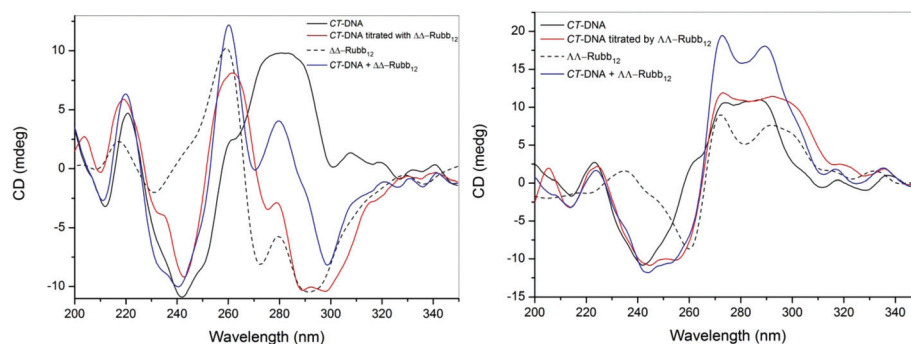 CT-DNA
CT-DNA titrated with ΔΔ-Rubb₁₂
ΔΔ-Rubb₁₂
CT-DNA + ΔΔ-Rubb₁₂
10
5
0
-5
-10
CD (mdeg)
200 220 240 260 280 300 320 340
Wavelength (nm)
CT-DNA
CT-DNA titrated by ΛΛ-Rubb₁₂
ΛΛ-Rubb₁₂
CT-DNA + ΛΛ-Rubb₁₂
25
20
15
10
5
0
-5
-10
-15
CD (medg)
200 220 240 260 280 300 320 340
Wavelength (nm)